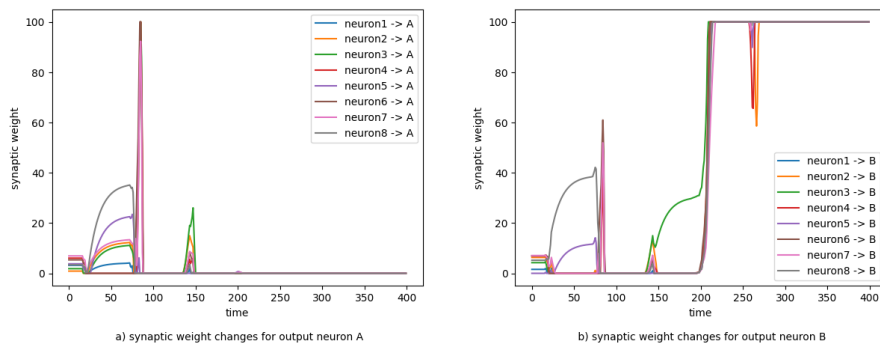 100
80
60
40
20
0
synaptic weight
0 50 100 150 200 250 300 350 400
time
neuron1 -> A
neuron2 -> A
neuron3 -> A
neuron4 -> A
neuron5 -> A
neuron6 -> A
neuron7 -> A
neuron8 -> A
a) synaptic weight changes for output neuron A
100
80
60
40
20
0
synaptic weight
0 50 100 150 200 250 300 350 400
time
neuron1 -> B
neuron2 -> B
neuron3 -> B
neuron4 -> B
neuron5 -> B
neuron6 -> B
neuron7 -> B
neuron8 -> B
b) synaptic weight changes for output neuron B